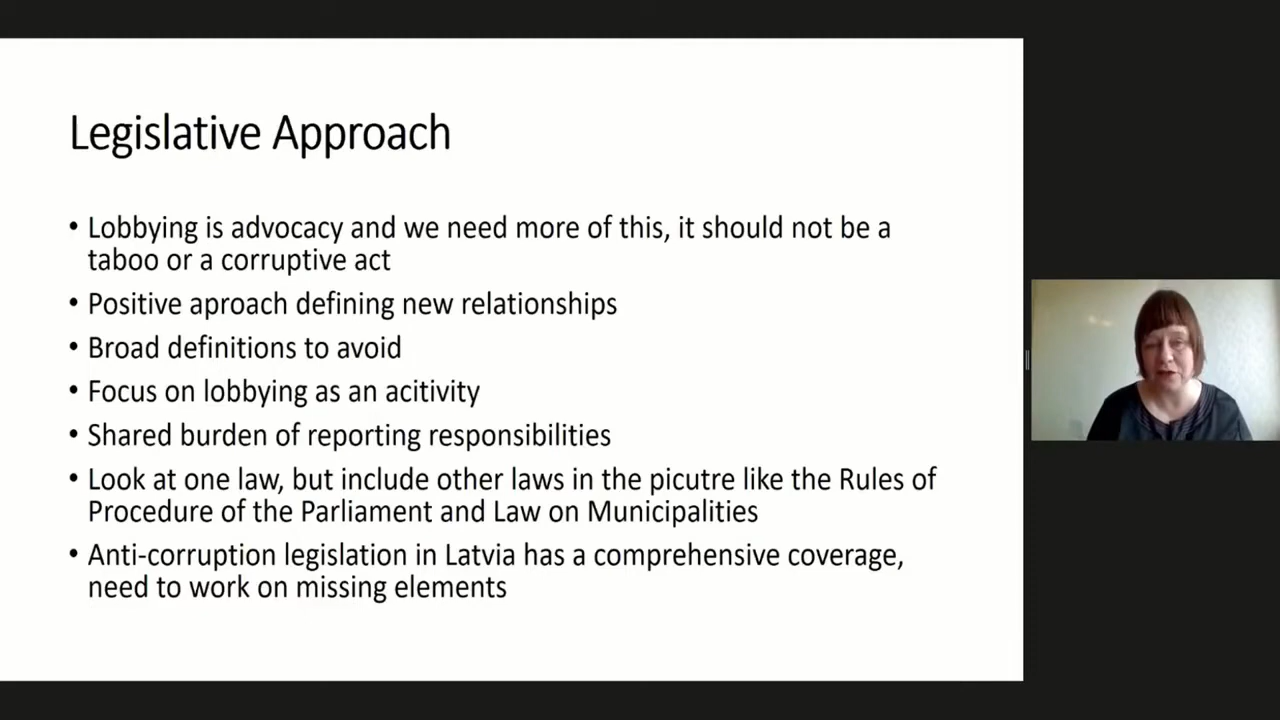 Legislative Approach
• Lobbying is advocacy and we need more of this, it should not be a
taboo or a corruptive act
• Positive aproach defining new relationships
• Broad definitions to avoid
• Focus on lobbying as an acitivity
• Shared burden of reporting responsibilities
• Look at one law, but include other laws in the picutre like the Rules of
Procedure of the Parliament and Law on Municipalities
• Anti-corruption legislation in Latvia has a comprehensive coverage,
need to work on missing elements